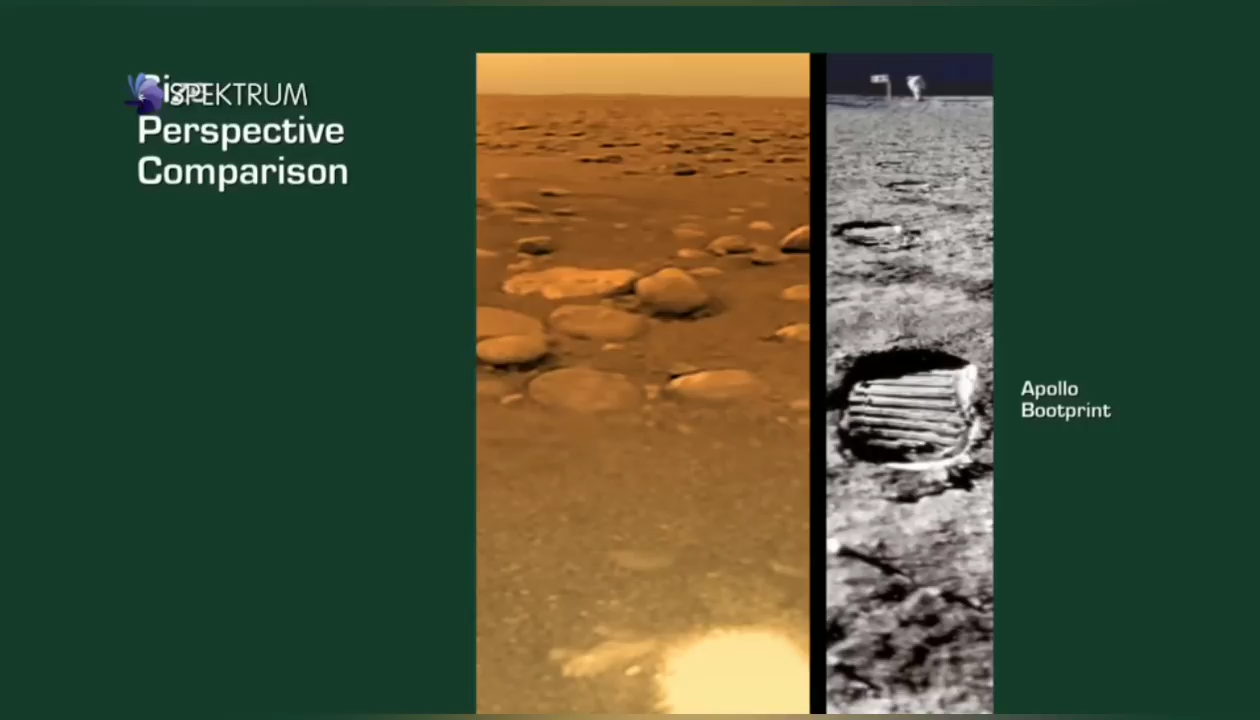 SPEKTRUM
Perspective
Comparison
Apollo
Bootprint